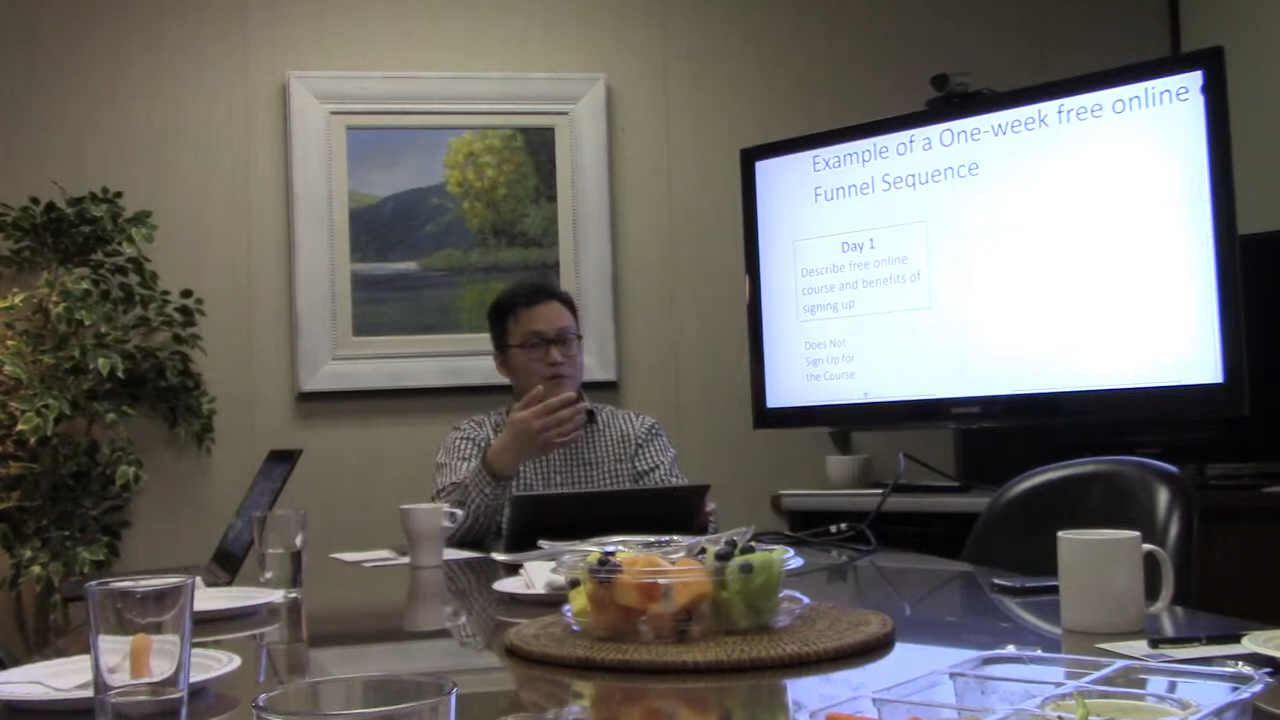 Example of a One-week free online
Funnel Sequence
Day 1
Describe free online
course and benefits of
signing up
Does Not
Sign Up for
the Course
SAMSUNG